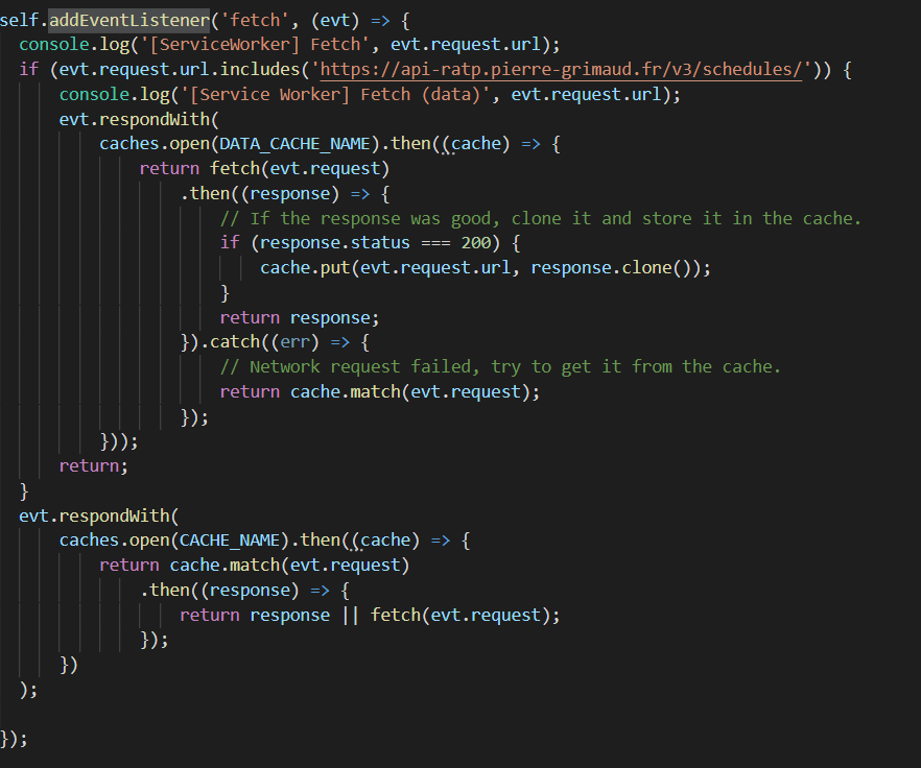 self.addEventListener('fetch', (evt) => {
console.log('[ServiceWorker] Fetch', evt.request.url);
if (evt.request.url.includes('https://api-ratp.pierre-grimaud.fr/v3/schedules/')) {
console.log('[Service Worker] Fetch (data)', evt.request.url);
evt.respondWith(
caches.open(DATA_CACHE_NAME).then((cache) => {
return fetch(evt.request)
.then((response) => {
// If the response was good, clone it and store it in the cache.
if (response.status === 200) {
cache.put(evt.request.url, response.clone());
}
return response;
}).catch((err) => {
// Network request failed, try to get it from the cache.
return cache.match(evt.request);
});
}));
return;
}
evt.respondWith(
caches.open(CACHE_NAME).then((cache) => {
return cache.match(evt.request)
.then((response) => {
return response || fetch(evt.request);
});
})
);
});